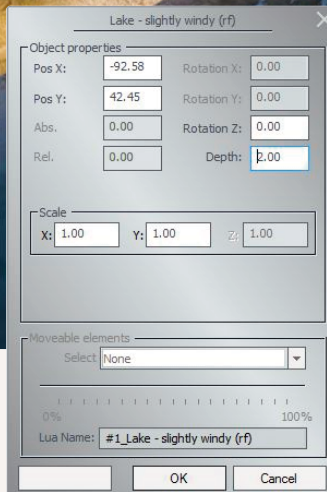 Lake - slightly windy (rf)
Object properties
Pos X: -92.58 Rotation X: 0.00
Pos Y: 42.45 Rotation Y: 0.00
Abs. 0.00 Rotation Z: 0.00
Rel. 0.00 Depth: 2.00
Scale
X: 1.00 Y: 1.00 Z: 1.00
Moveable elements
Select None
0% 100%
Lua Name: #1_Lake - slightly windy (rf)
OK Cancel